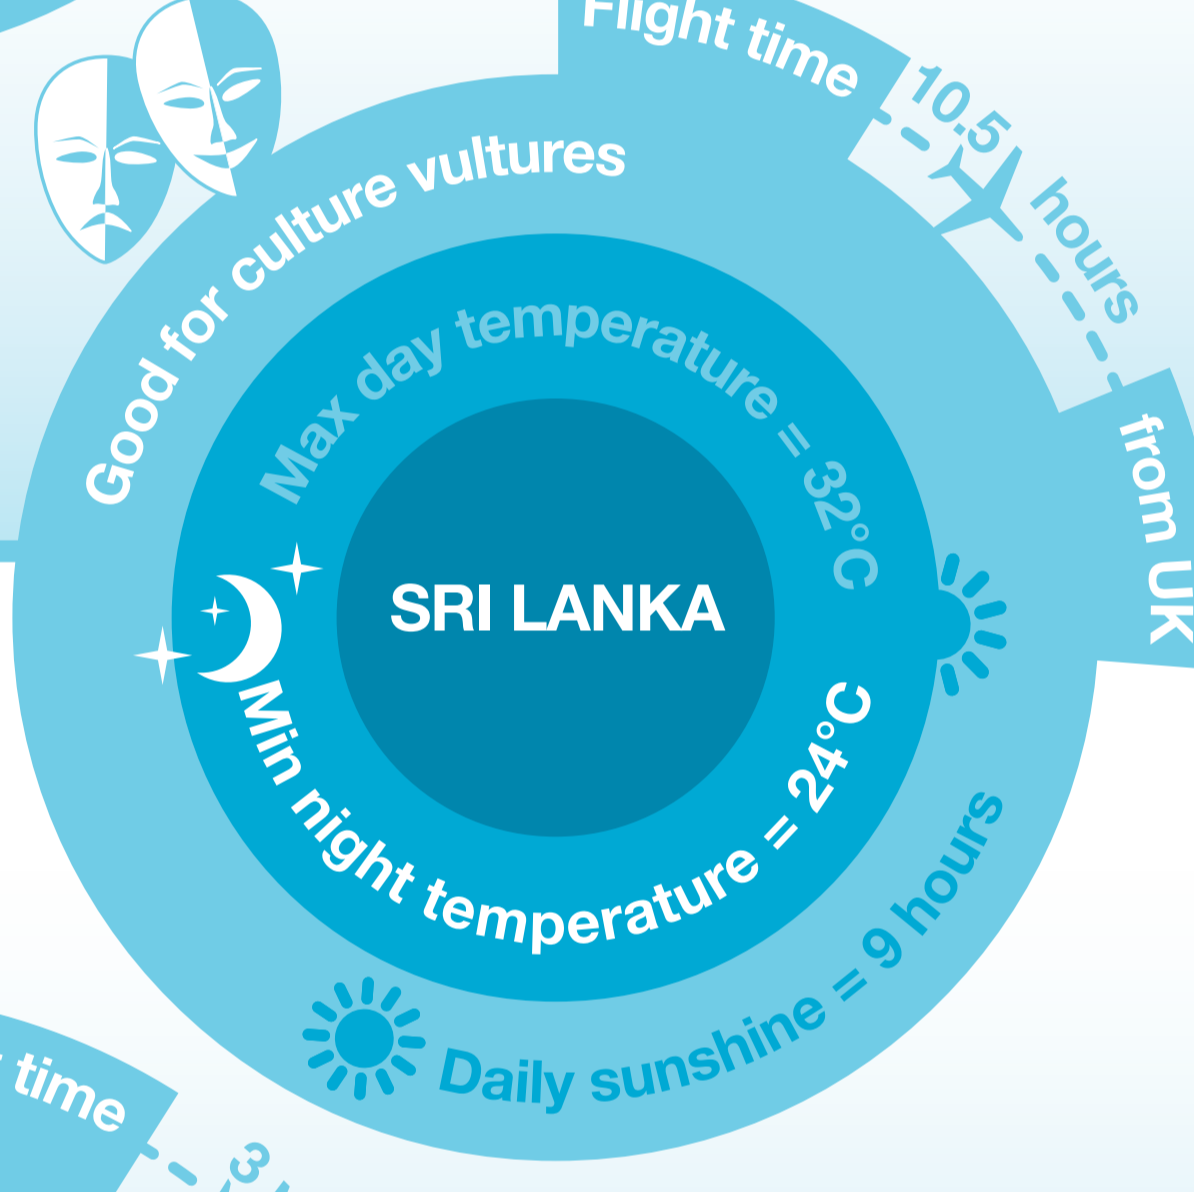 Flight time
10.5 hours
from UK
Good for culture vultures
Max day temperature = 32°C
SRI LANKA
Min night temperature = 24°C
Daily sunshine = 9 hours
time
3